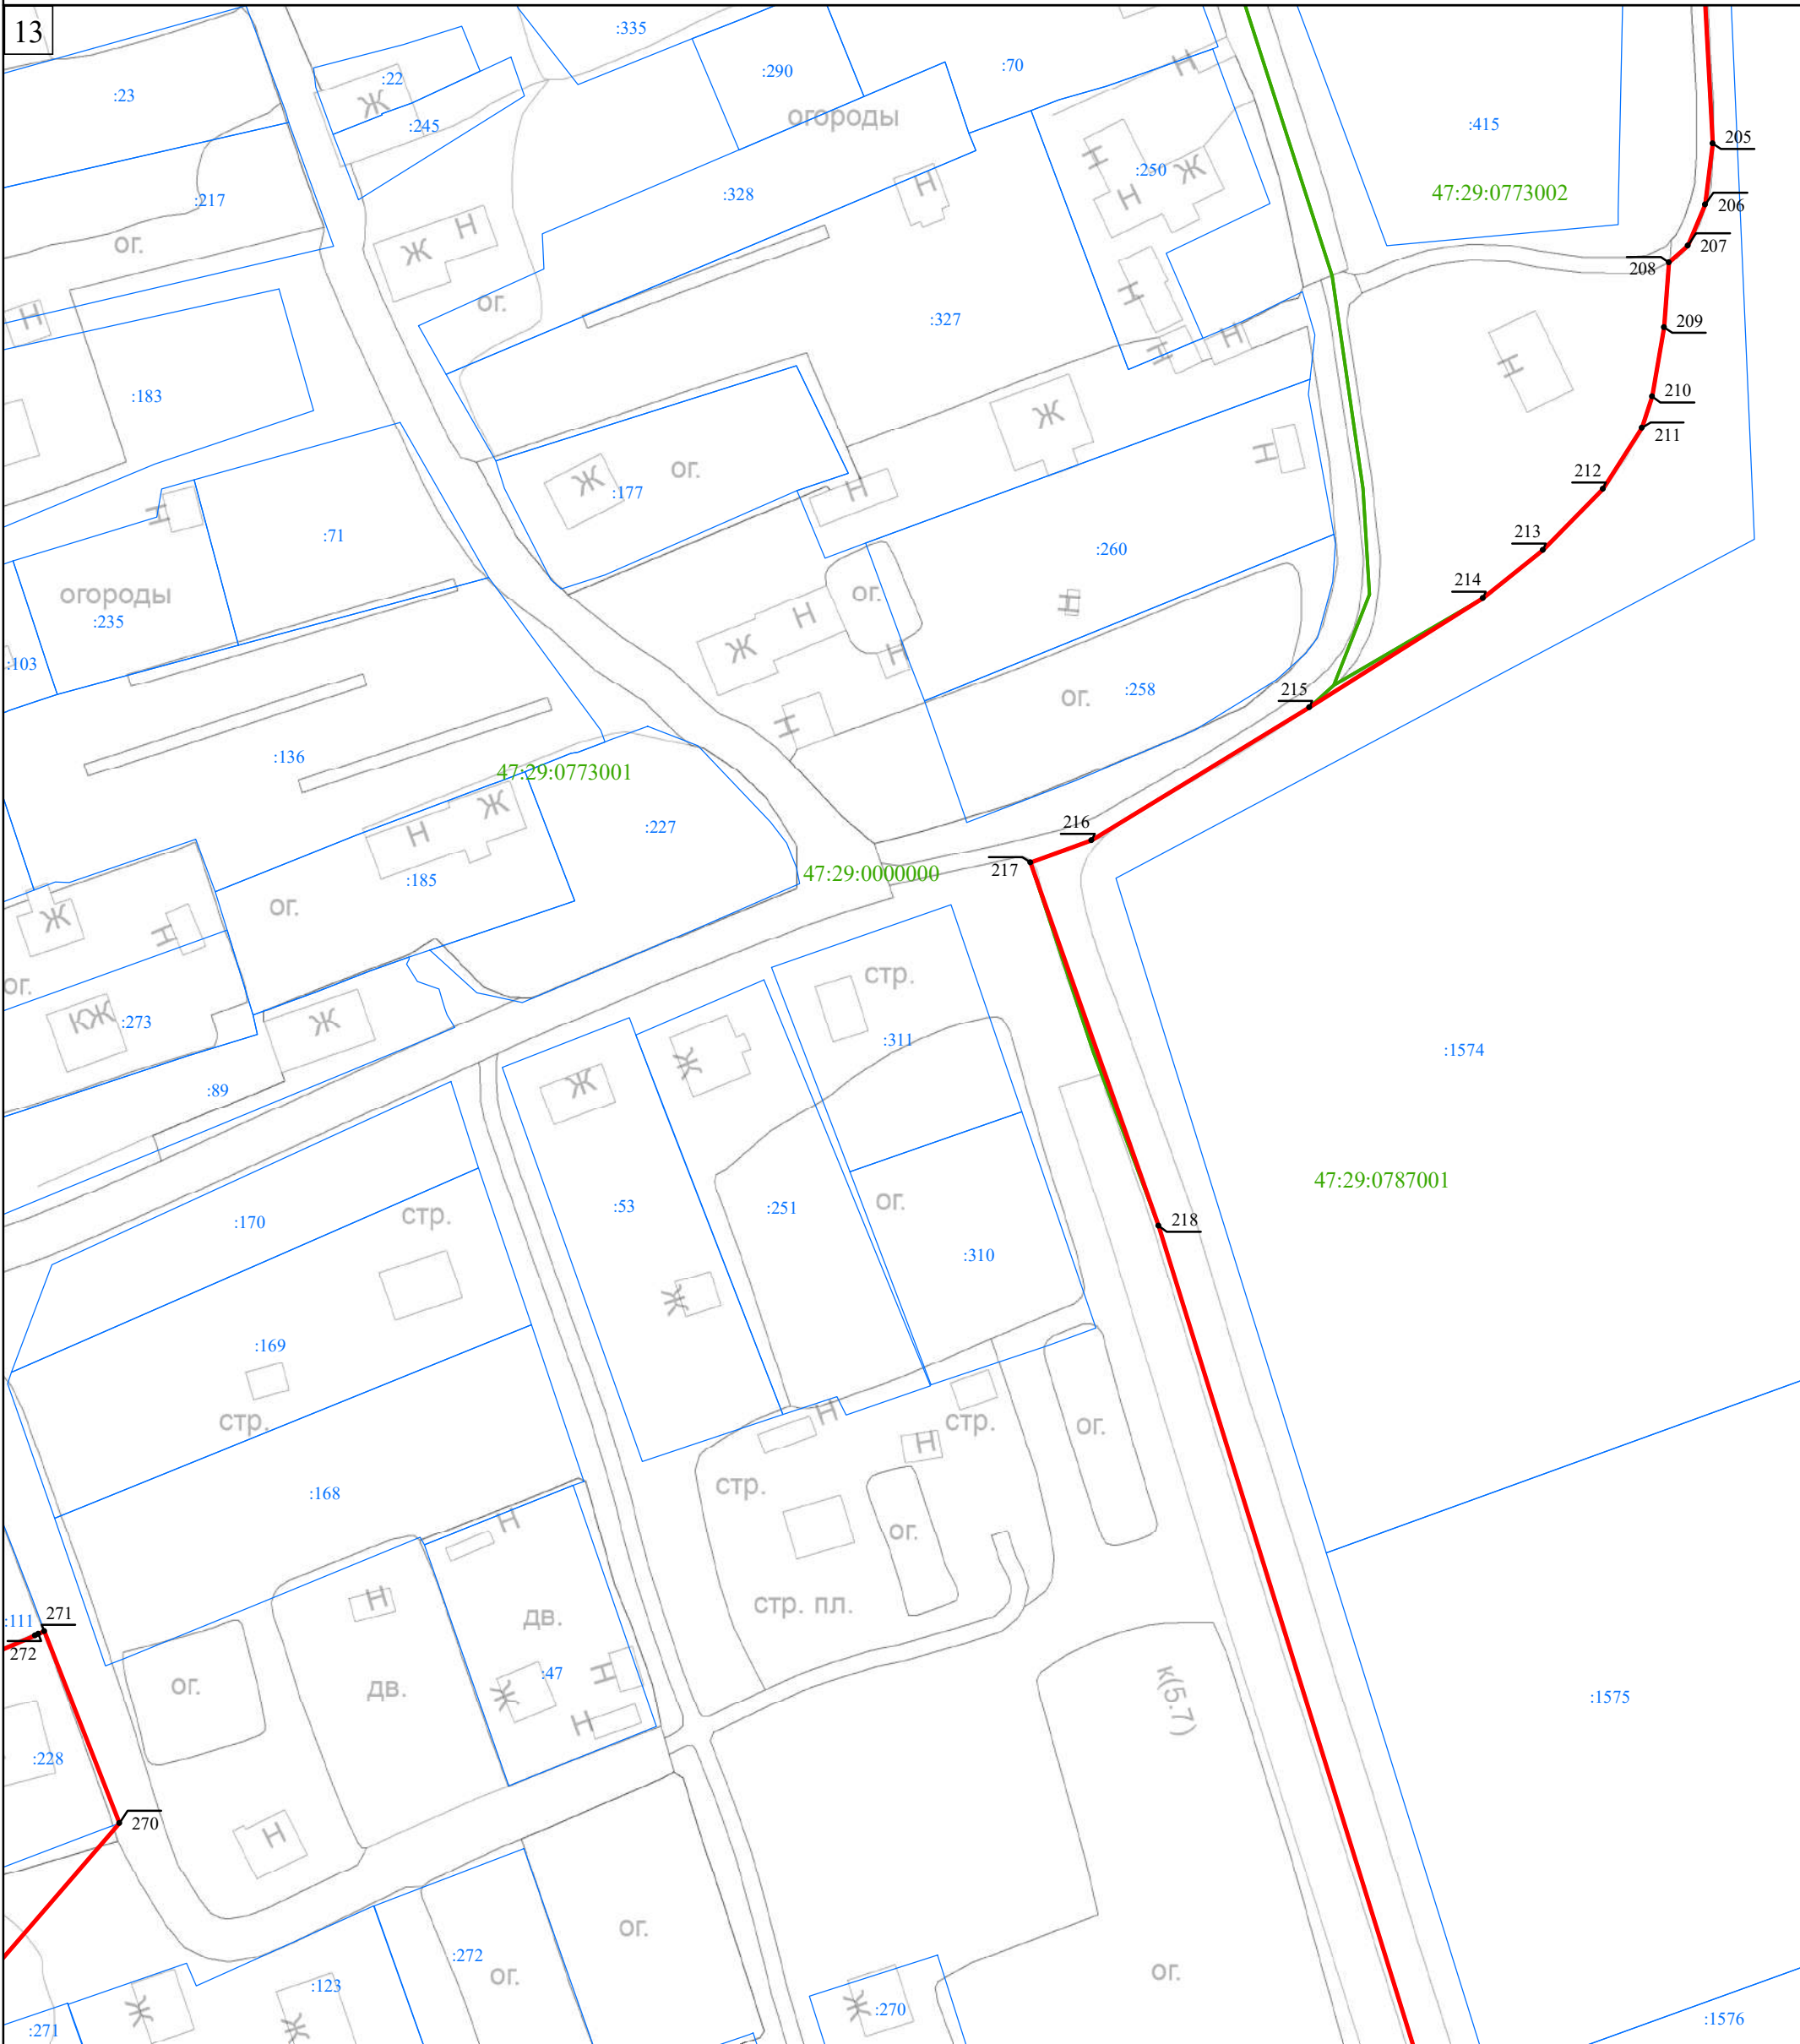 13
:335
:23
:22
Ж
:290
:70
Н
:245
огороды
:415
205
:217
:328
Н
Н
:250
Ж
Н
47:29:0773002
206
ог.
Ж
Н
207
208
Н
ог.
:327
Н
Н
Н
209
:183
Ж
Н
210
211
Н
Ж
:177
ог.
Н
212
Н
:71
:260
213
огороды
:235
ог.
Н
Н
214
:103
Ж
Н
ог.
:258
215
Н
:136
47:29:0773001
Ж
Н
:227
216
217
:185
47:29:0000000
Ж
Н
ог.
ог.
стр.
КЖ
:273
Ж
:311
Ж
Ж
:1574
:89
47:29:0787001
:170
стр.
:53
:251
ог.
218
:310
Ж
:169
стр.
Н
стр.
ог.
Н
:168
стр.
Н
ог.
Н
стр. пл.
:111
271
272
дв.
ог.
дв.
Ж
:47
Н
Н
к(5.7)
:1575
:228
270
Н
:272
ог.
ог.
:123
ог.
:271
Ж
Ж
Ж
:270
:1576